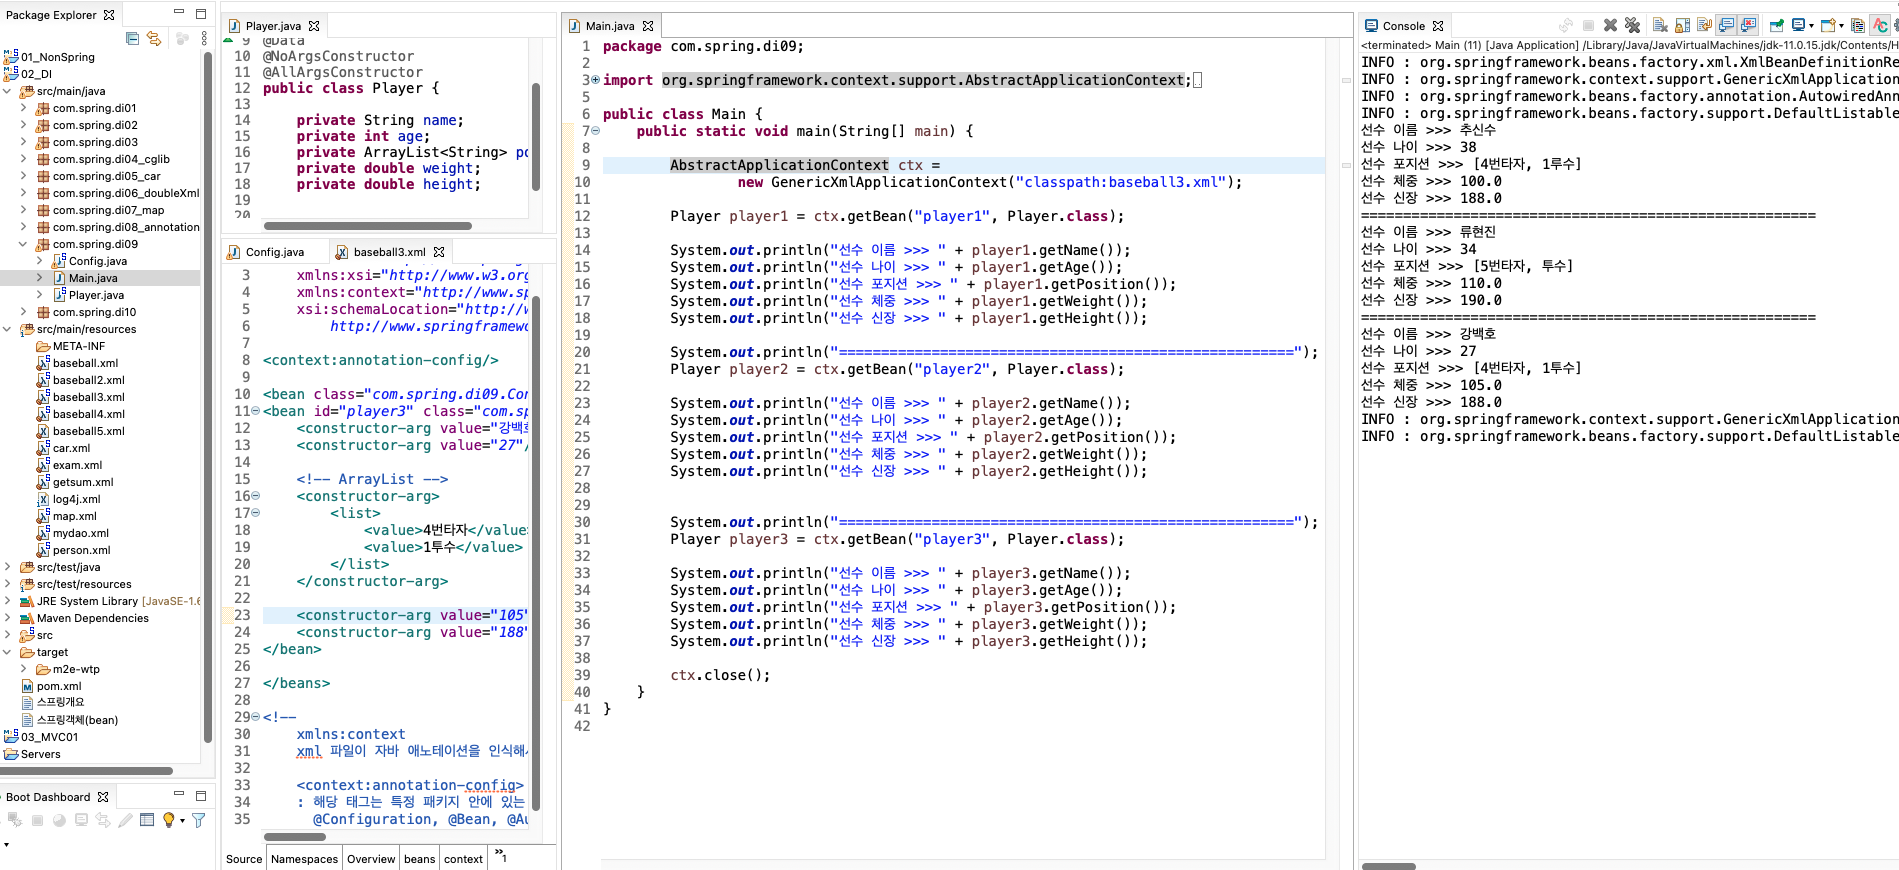 Package Explorer
01_NonSpring
02_DI
src/main/java
com.spring.di01
com.spring.di02
com.spring.di03
com.spring.di04_cglib
com.spring.di05_car
com.spring.di06_doubleXml
com.spring.di07_map
com.spring.di08_annotation
com.spring.di09
Config.java
Main.java
Player.java
com.spring.di10
src/main/resources
META-INF
baseball.xml
baseball2.xml
baseball3.xml
baseball4.xml
baseball5.xml
car.xml
exam.xml
getsum.xml
log4j.xml
map.xml
mydao.xml
person.xml
src/test/java
src/test/resources
JRE System Library [JavaSE-1.6
Maven Dependencies
src
target
m2e-wtp
pom.xml
스프링개요
스프링객체(bean)
03_MVC01
Servers
Boot Dashboard
Player.java
9 @Data
10 @NoArgsConstructor
11 @AllArgsConstructor
12 public class Player {
13
14 private String name;
15 private int age;
16 private ArrayList<String> po
17 private double weight;
18 private double height;
19
20
Config.java baseball3.xml
3 xmlns:xsi="http://www.w3.org
4 xmlns:context="http://www.sp
5 xsi:schemaLocation="http://w
6 http://www.springframewo
7
8 <context:annotation-config/>
9
10 <bean class="com.spring.di09.Con
11 <bean id="player3" class="com.sp
12 <constructor-arg value="강백호
13 <constructor-arg value="27"/
14
15 <!-- ArrayList -->
16 <constructor-arg>
17 <list>
18 <value>4번타자</value>
19 <value>1투수</value>
20 </list>
21 </constructor-arg>
22
23 <constructor-arg value="105"
24 <constructor-arg value="188"
25 </bean>
26
27 </beans>
28
29 <!--
30 xmlns:context
31 xml 파일이 자바 애노테이션을 인식해서
32
33 <context:annotation-config>
34 : 해당 태그는 특정 패키지 안에 있는
35 @Configuration, @Bean, @Au
Source Namespaces Overview beans context »1
Main.java
1 package com.spring.di09;
2
3 import org.springframework.context.support.AbstractApplicationContext;
5
6 public class Main {
7 public static void main(String[] main) {
8
9 AbstractApplicationContext ctx =
10 new GenericXmlApplicationContext("classpath:baseball3.xml");
11
12 Player player1 = ctx.getBean("player1", Player.class);
13
14 System.out.println("선수 이름 >>> " + player1.getName());
15 System.out.println("선수 나이 >>> " + player1.getAge());
16 System.out.println("선수 포지션 >>> " + player1.getPosition());
17 System.out.println("선수 체중 >>> " + player1.getWeight());
18 System.out.println("선수 신장 >>> " + player1.getHeight());
19
20 System.out.println("======================================================");
21 Player player2 = ctx.getBean("player2", Player.class);
22
23 System.out.println("선수 이름 >>> " + player2.getName());
24 System.out.println("선수 나이 >>> " + player2.getAge());
25 System.out.println("선수 포지션 >>> " + player2.getPosition());
26 System.out.println("선수 체중 >>> " + player2.getWeight());
27 System.out.println("선수 신장 >>> " + player2.getHeight());
28
29
30 System.out.println("======================================================");
31 Player player3 = ctx.getBean("player3", Player.class);
32
33 System.out.println("선수 이름 >>> " + player3.getName());
34 System.out.println("선수 나이 >>> " + player3.getAge());
35 System.out.println("선수 포지션 >>> " + player3.getPosition());
36 System.out.println("선수 체중 >>> " + player3.getWeight());
37 System.out.println("선수 신장 >>> " + player3.getHeight());
38
39 ctx.close();
40 }
41 }
42
Console
<terminated> Main (11) [Java Application] /Library/Java/JavaVirtualMachines/jdk-11.0.15.jdk/Contents/H
INFO : org.springframework.beans.factory.xml.XmlBeanDefinitionRe
INFO : org.springframework.context.support.GenericXmlApplication
INFO : org.springframework.beans.factory.annotation.AutowiredAnn
INFO : org.springframework.beans.factory.support.DefaultListable
선수 이름 >>> 추신수
선수 나이 >>> 38
선수 포지션 >>> [4번타자, 1루수]
선수 체중 >>> 100.0
선수 신장 >>> 188.0
======================================================
선수 이름 >>> 류현진
선수 나이 >>> 34
선수 포지션 >>> [5번타자, 투수]
선수 체중 >>> 110.0
선수 신장 >>> 190.0
======================================================
선수 이름 >>> 강백호
선수 나이 >>> 27
선수 포지션 >>> [4번타자, 1투수]
선수 체중 >>> 105.0
선수 신장 >>> 188.0
INFO : org.springframework.context.support.GenericXmlApplication
INFO : org.springframework.beans.factory.support.DefaultListable